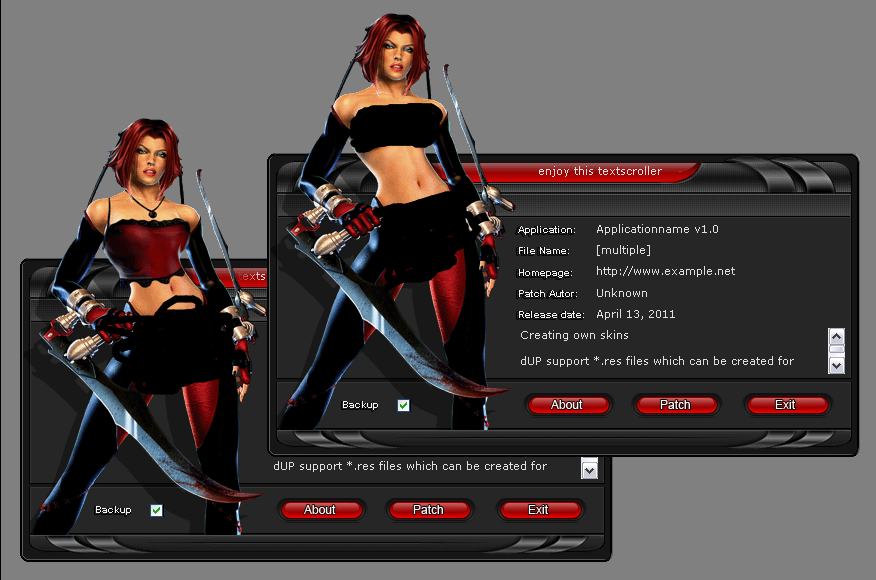 enjoy this textscroller
Application: Applicationname v1.0
File Name: [multiple]
Homepage: http://www.example.net
Patch Autor: Unknown
Release date: April 13, 2011
Creating own skins
dUP support *.res files which can be created for
Backup
About
Patch
Exit
texts
dUP support *.res files which can be created for
Backup
About
Patch
Exit